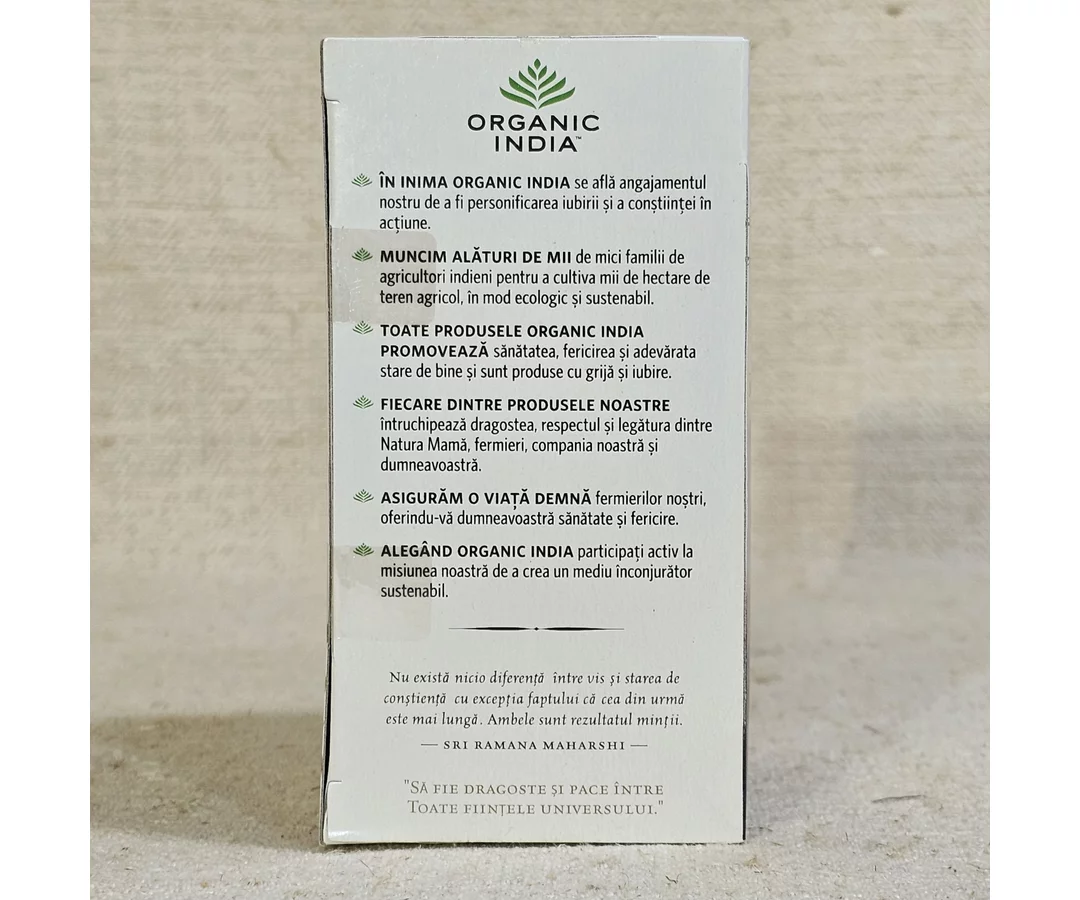 ORGANIC
INDIA™
ÎN INIMA ORGANIC INDIA se află angajamentul
nostru de a fi personificarea iubirii și a conștiinței în
acțiune.
MUNCIM ALĂTURI DE MII de mici familii de
agricultori indieni pentru a cultiva mii de hectare de
teren agricol, în mod ecologic și sustenabil.
TOATE PRODUSELE ORGANIC INDIA
PROMOVEAZĂ sănătatea, fericirea și adevărata
stare de bine și sunt produse cu grijă și iubire.
FIECARE DINTRE PRODUSELE NOASTRE
întruchipează dragostea, respectul și legătura dintre
Natura Mamă, fermieri, compania noastră și
dumneavoastră.
ASIGURĂM O VIAȚĂ DEMNĂ fermierilor noștri,
oferindu-vă dumneavoastră sănătate și fericire.
ALEGÂND ORGANIC INDIA participați activ la
misiunea noastră de a crea un mediu înconjurător
sustenabil.
Nu există nicio diferență între vis și starea de
conștiență cu excepția faptului că cea din urmă
este mai lungă. Ambele sunt rezultatul minții.
— SRI RAMANA MAHARSHI —
"SĂ FIE DRAGOSTE ȘI PACE ÎNTRE
TOATE FIINȚELE UNIVERSULUI."